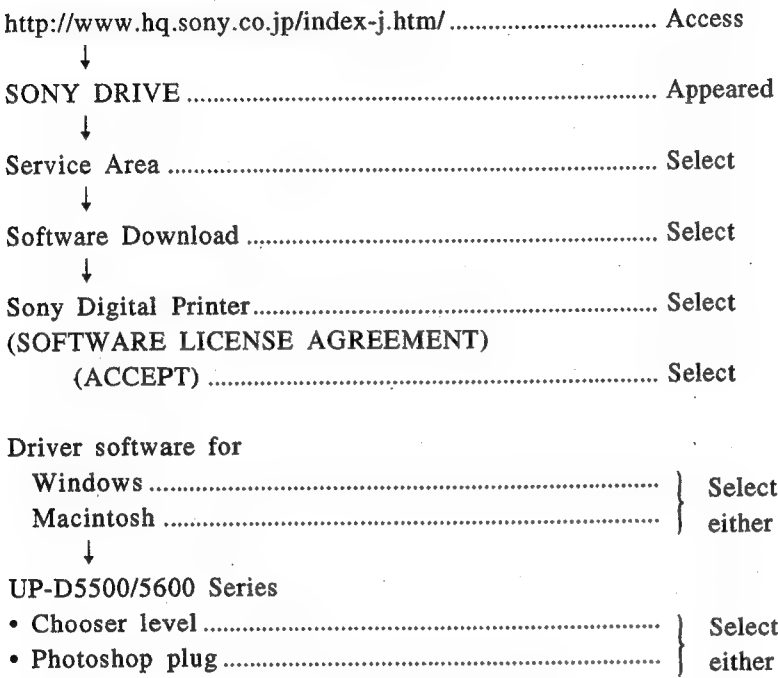 http://www.hq.sony.co.jp/index-j.htm/ ................................ Access
↓
SONY DRIVE ................................ Appeared
↓
Service Area ................................ Select
↓
Software Download ................................ Select
↓
Sony Digital Printer ................................ Select
(SOFTWARE LICENSE AGREEMENT)
(ACCEPT) ................................ Select
Driver software for
Windows ................................ } Select
Macintosh ................................ } either
↓
UP-D5500/5600 Series
• Chooser level ................................ } Select
• Photoshop plug ................................ } either